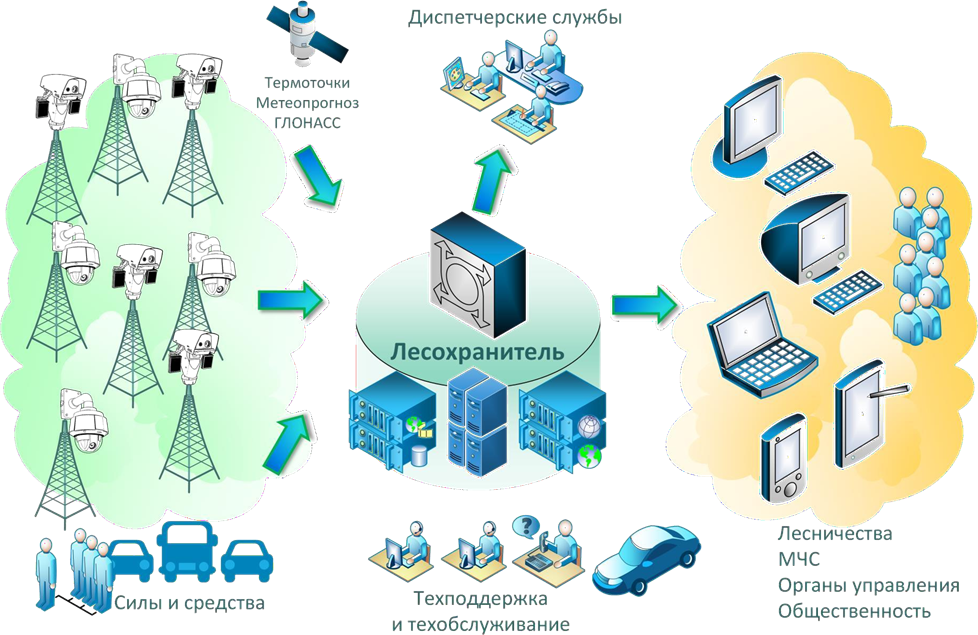 Диспетчерские службы
Термоточки
Метеопрогноз
ГЛОНАСС
Лесохранитель
?
Силы и средства
Техподдержка
и техобслуживание
Лесничества
МЧС
Органы управления
Общественность